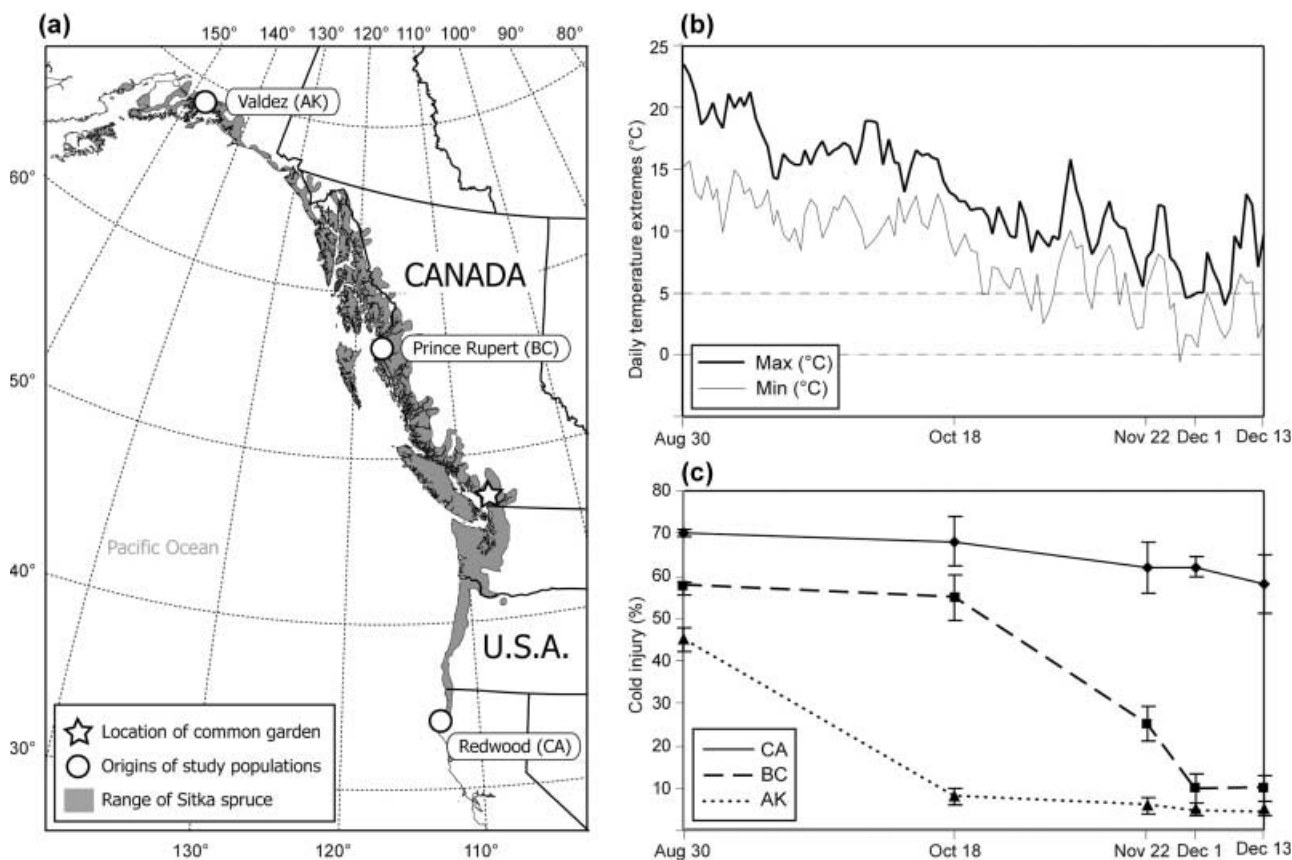 (a)
150° 140° 130° 120° 110° 100° 90° 80°
Valdez (AK)
60°
CANADA
Prince Rupert (BC)
50°
Pacific Ocean
40°
U.S.A.
Redwood (CA)
30°
Location of common garden
Origins of study populations
Range of Sitka spruce
130° 120° 110° 100° 90°
(b)
Daily temperature extremes (°C)
25
20
15
10
5
0
Max (°C)
Min (°C)
Aug 30 Oct 18 Nov 22 Dec 1 Dec 13
(c)
Cold injury (%)
80
70
60
50
40
30
20
10
CA
BC
AK
Aug 30 Oct 18 Nov 22 Dec 1 Dec 13